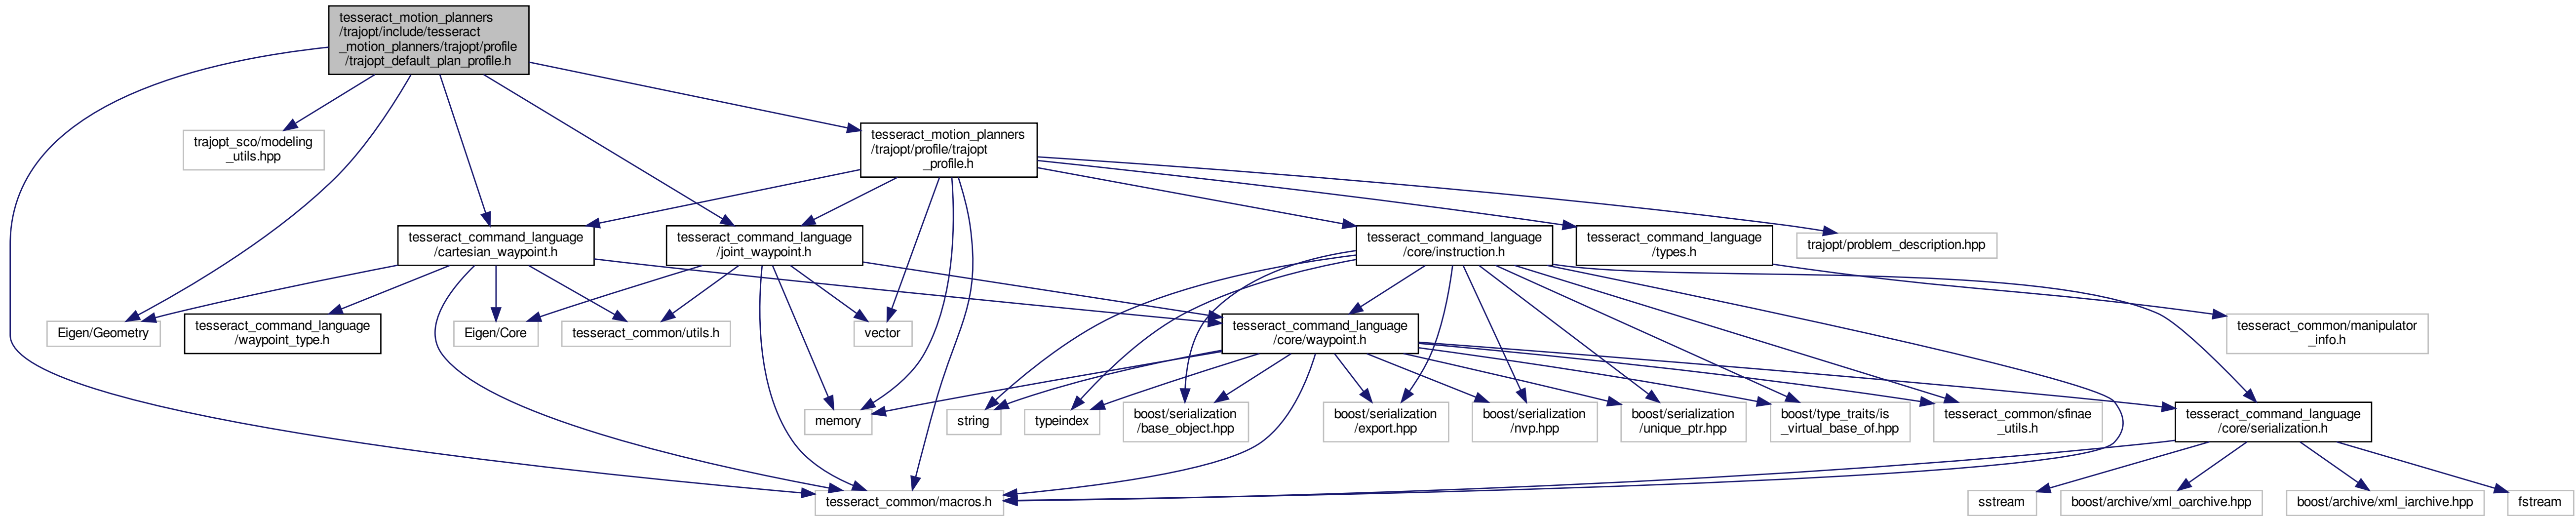 tesseract_motion_planners
/trajopt/include/tesseract
_motion_planners/trajopt/profile
/trajopt_default_plan_profile.h
trajopt_sco/modeling
_utils.hpp
tesseract_motion_planners
/trajopt/profile/trajopt
_profile.h
tesseract_command_language
/cartesian_waypoint.h
tesseract_command_language
/joint_waypoint.h
tesseract_command_language
/core/instruction.h
tesseract_command_language
/types.h
trajopt/problem_description.hpp
Eigen/Geometry
tesseract_command_language
/waypoint_type.h
Eigen/Core
tesseract_common/utils.h
vector
tesseract_command_language
/core/waypoint.h
tesseract_common/manipulator
_info.h
memory
string
typeindex
boost/serialization
/base_object.hpp
boost/serialization
/export.hpp
boost/serialization
/nvp.hpp
boost/serialization
/unique_ptr.hpp
boost/type_traits/is
_virtual_base_of.hpp
tesseract_common/sfinae
_utils.h
tesseract_command_language
/core/serialization.h
tesseract_common/macros.h
sstream
boost/archive/xml_oarchive.hpp
boost/archive/xml_iarchive.hpp
fstream